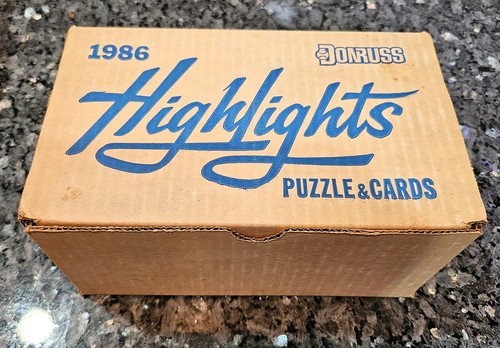 1986
DONRUSS
Highlights
PUZZLE & CARDS